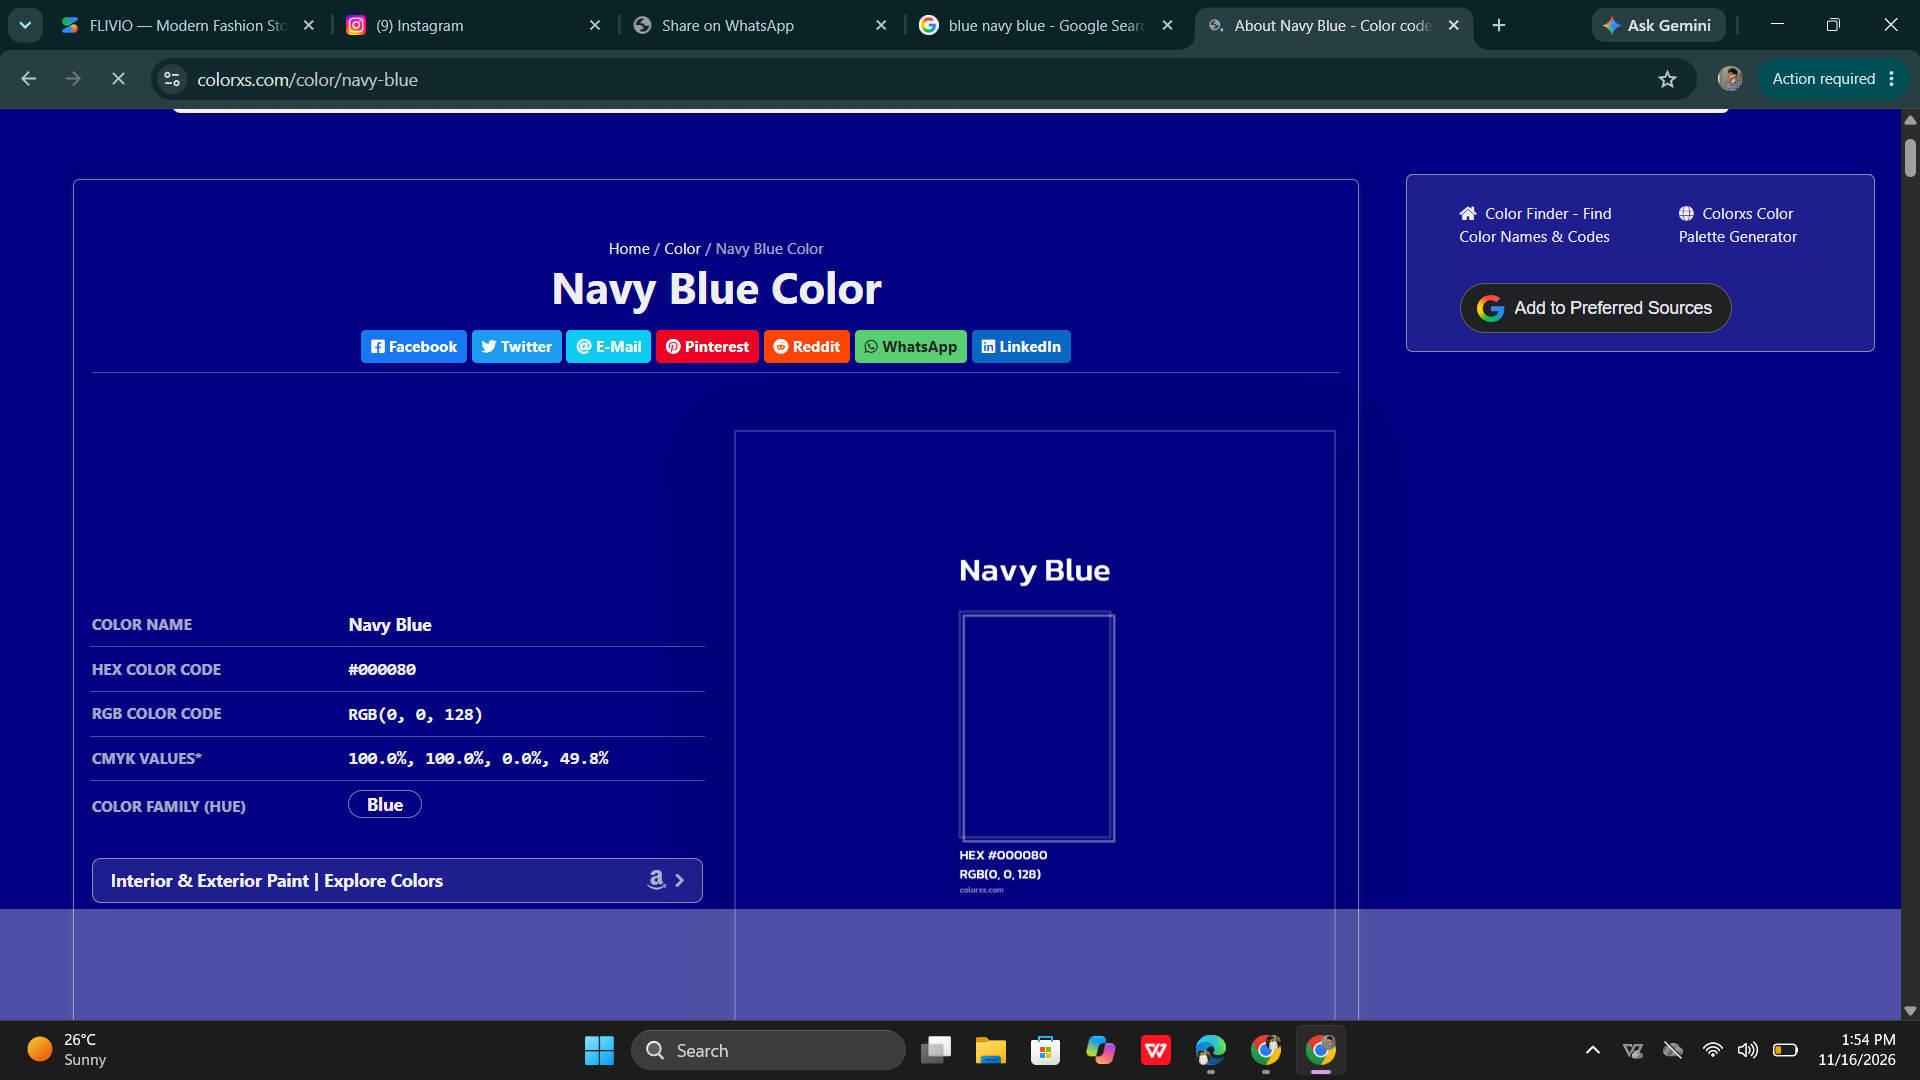 FLIVIO — Modern Fashion Sto
(9) Instagram
Share on WhatsApp
blue navy blue - Google Searc
About Navy Blue - Color code
Ask Gemini
colorxs.com/color/navy-blue
Action required
Home / Color / Navy Blue Color
Navy Blue Color
Facebook
Twitter
E-Mail
Pinterest
Reddit
WhatsApp
LinkedIn
Color Finder - Find
Color Names & Codes
Colorxs Color
Palette Generator
Add to Preferred Sources
COLOR NAME Navy Blue
HEX COLOR CODE #000080
RGB COLOR CODE RGB(0, 0, 128)
CMYK VALUES* 100.0%, 100.0%, 0.0%, 49.8%
COLOR FAMILY (HUE) Blue
Interior & Exterior Paint | Explore Colors
Navy Blue
HEX #000080
RGB(0, 0, 128)
colorxs.com
26°C
Sunny
Search
1:54 PM
11/16/2026